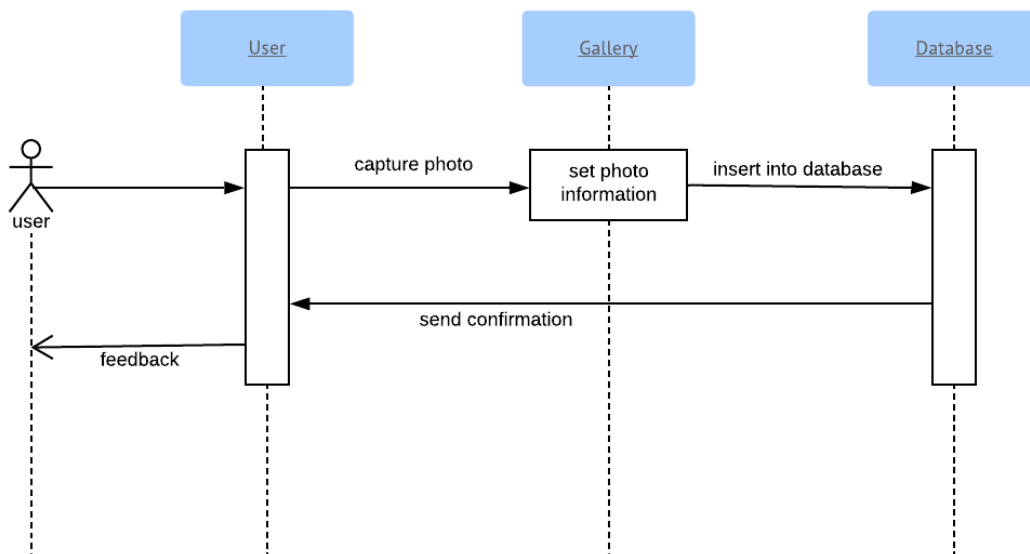 User
Gallery
Database
capture photo
set photo
information
insert into database
user
send confirmation
feedback